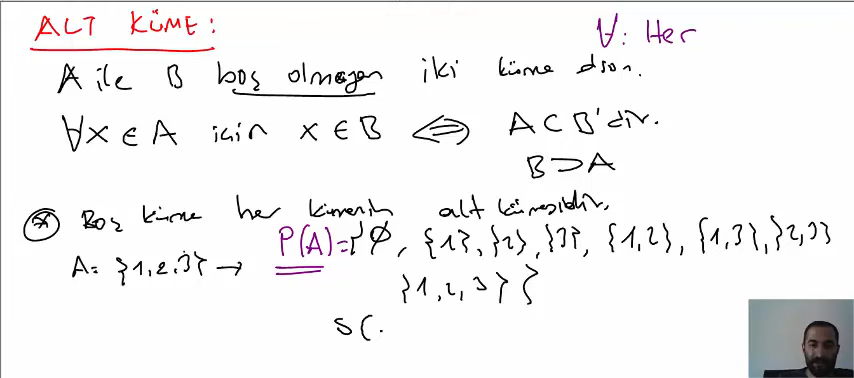 ALT KÜME:
∀: Her
A ile B boş olmayan iki küme olsun.
∀x ∈ A için x ∈ B ⟺ A ⊂ B'dir.
B ⊃ A
* Boş küme her kümenin alt kümesidir.
A = {1, 2, 3} → P(A) = {∅, {1}, {2}, {3}, {1, 2}, {1, 3}, {2, 3}
{1, 2, 3}}
s(.